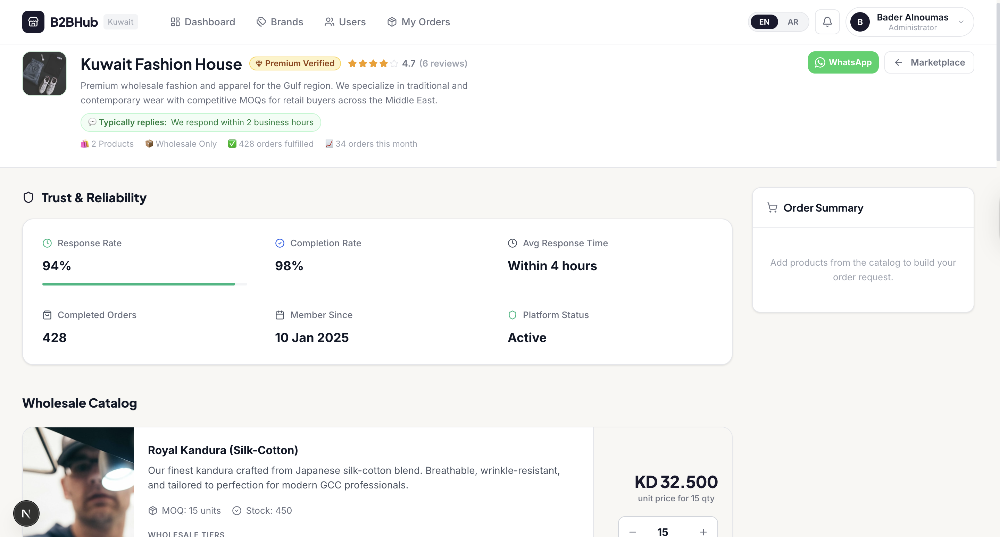 B2BHub Kuwait Dashboard Brands Users My Orders EN AR B Bader Alnoumas
Administrator
Kuwait Fashion House Premium Verified 4.7 (6 reviews) WhatsApp Marketplace
Premium wholesale fashion and apparel for the Gulf region. We specialize in traditional and
contemporary wear with competitive MOQs for retail buyers across the Middle East.
Typically replies: We respond within 2 business hours
2 Products Wholesale Only 428 orders fulfilled 34 orders this month
Trust & Reliability
Response Rate
94%
Completion Rate
98%
Avg Response Time
Within 4 hours
Completed Orders
428
Member Since
10 Jan 2025
Platform Status
Active
Order Summary
Add products from the catalog to build your
order request.
Wholesale Catalog
Royal Kandura (Silk-Cotton)
Our finest kandura crafted from Japanese silk-cotton blend. Breathable, wrinkle-resistant,
and tailored to perfection for modern GCC professionals.
MOQ: 15 units Stock: 450
WHOLESALE TIERS
KD 32.500
unit price for 15 qty
− 15 +
N